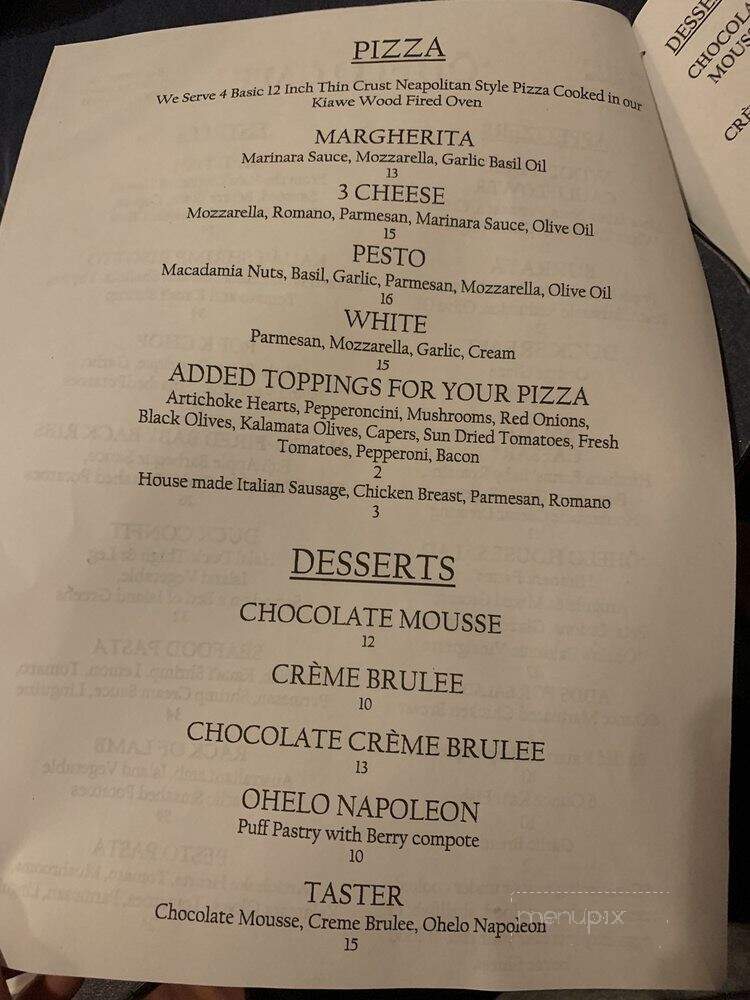 PIZZA
We Serve 4 Basic 12 Inch Thin Crust Neapolitan Style Pizza Cooked in our
Kiawe Wood Fired Oven
MARGHERITA
Marinara Sauce, Mozzarella, Garlic Basil Oil
13
3 CHEESE
Mozzarella, Romano, Parmesan, Marinara Sauce, Olive Oil
15
PESTO
Macadamia Nuts, Basil, Garlic, Parmesan, Mozzarella, Olive Oil
16
WHITE
Parmesan, Mozzarella, Garlic, Cream
15
ADDED TOPPINGS FOR YOUR PIZZA
Artichoke Hearts, Pepperoncini, Mushrooms, Red Onions,
Black Olives, Kalamata Olives, Capers, Sun Dried Tomatoes, Fresh
Tomatoes, Pepperoni, Bacon
2
House made Italian Sausage, Chicken Breast, Parmesan, Romano
3
DESSERTS
CHOCOLATE MOUSSE
12
CRÈME BRULEE
10
CHOCOLATE CRÈME BRULEE
13
OHELO NAPOLEON
Puff Pastry with Berry compote
10
TASTER
Chocolate Mousse, Creme Brulee, Ohelo Napoleon
15
menupix